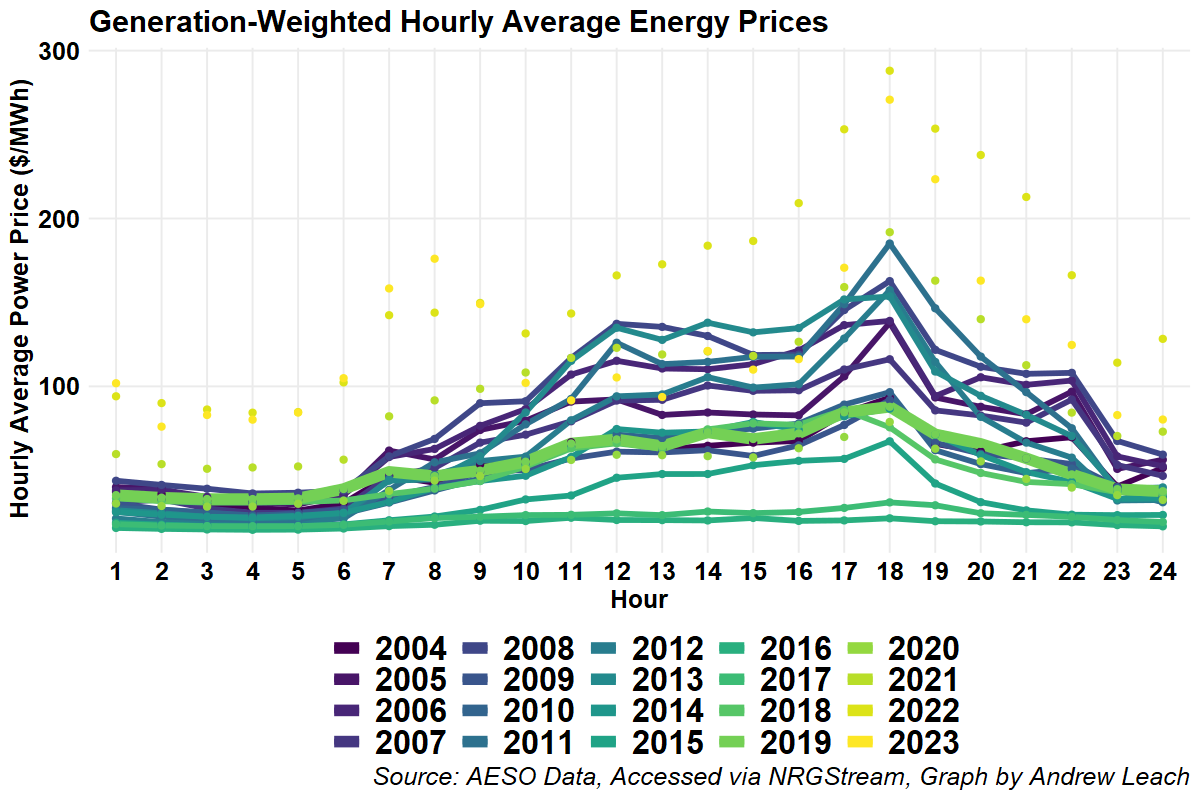 Generation-Weighted Hourly Average Energy Prices
Hourly Average Power Price ($/MWh)
300
200
100
1 2 3 4 5 6 7 8 9 10 11 12 13 14 15 16 17 18 19 20 21 22 23 24
Hour
2004 2008 2012 2016 2020
2005 2009 2013 2017 2021
2006 2010 2014 2018 2022
2007 2011 2015 2019 2023
Source: AESO Data, Accessed via NRGStream, Graph by Andrew Leach